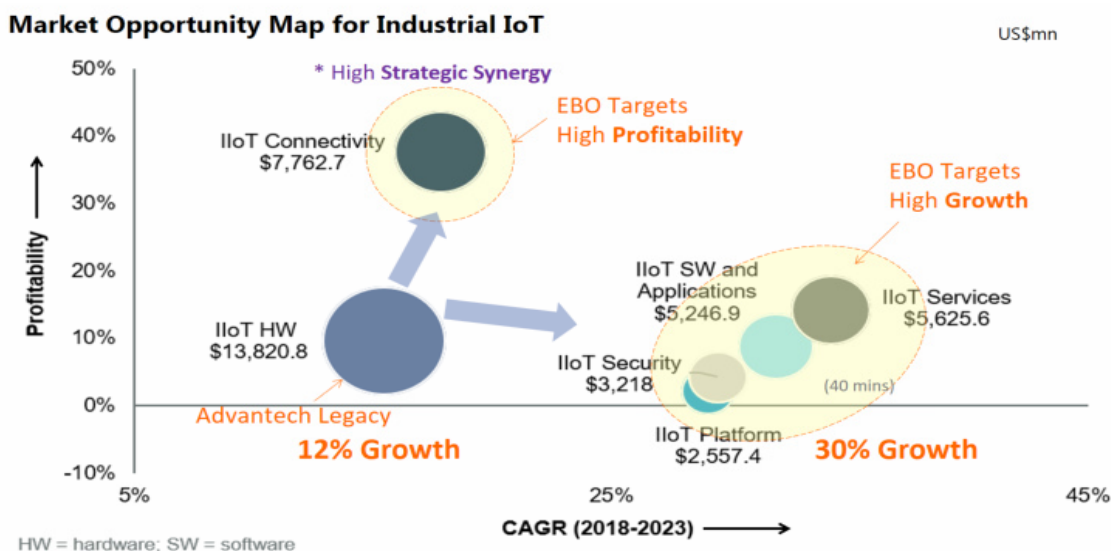 Market Opportunity Map for Industrial IoT
US$mn
50%
40%
30%
20%
10%
0%
-10%
Profitability
* High Strategic Synergy
IIoT Connectivity
$7,762.7
EBO Targets
High Profitability
EBO Targets
High Growth
IIoT HW
$13,820.8
Advantech Legacy
12% Growth
IIoT SW and
Applications
$5,246.9
IIoT Services
$5,625.6
IIoT Security
$3,218
(40 mins)
IIoT Platform
$2,557.4
30% Growth
5%
25%
45%
CAGR (2018-2023)
HW = hardware; SW = software